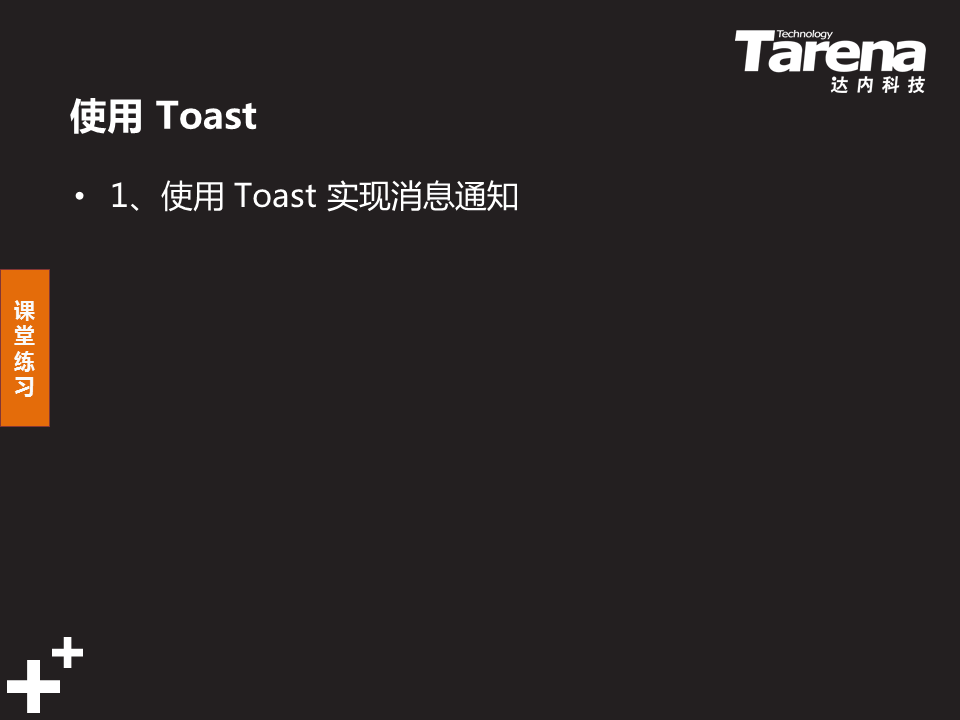 Technology
Tarena
达内科技
使用 Toast
• 1、使用 Toast 实现消息通知
课
堂
练
习